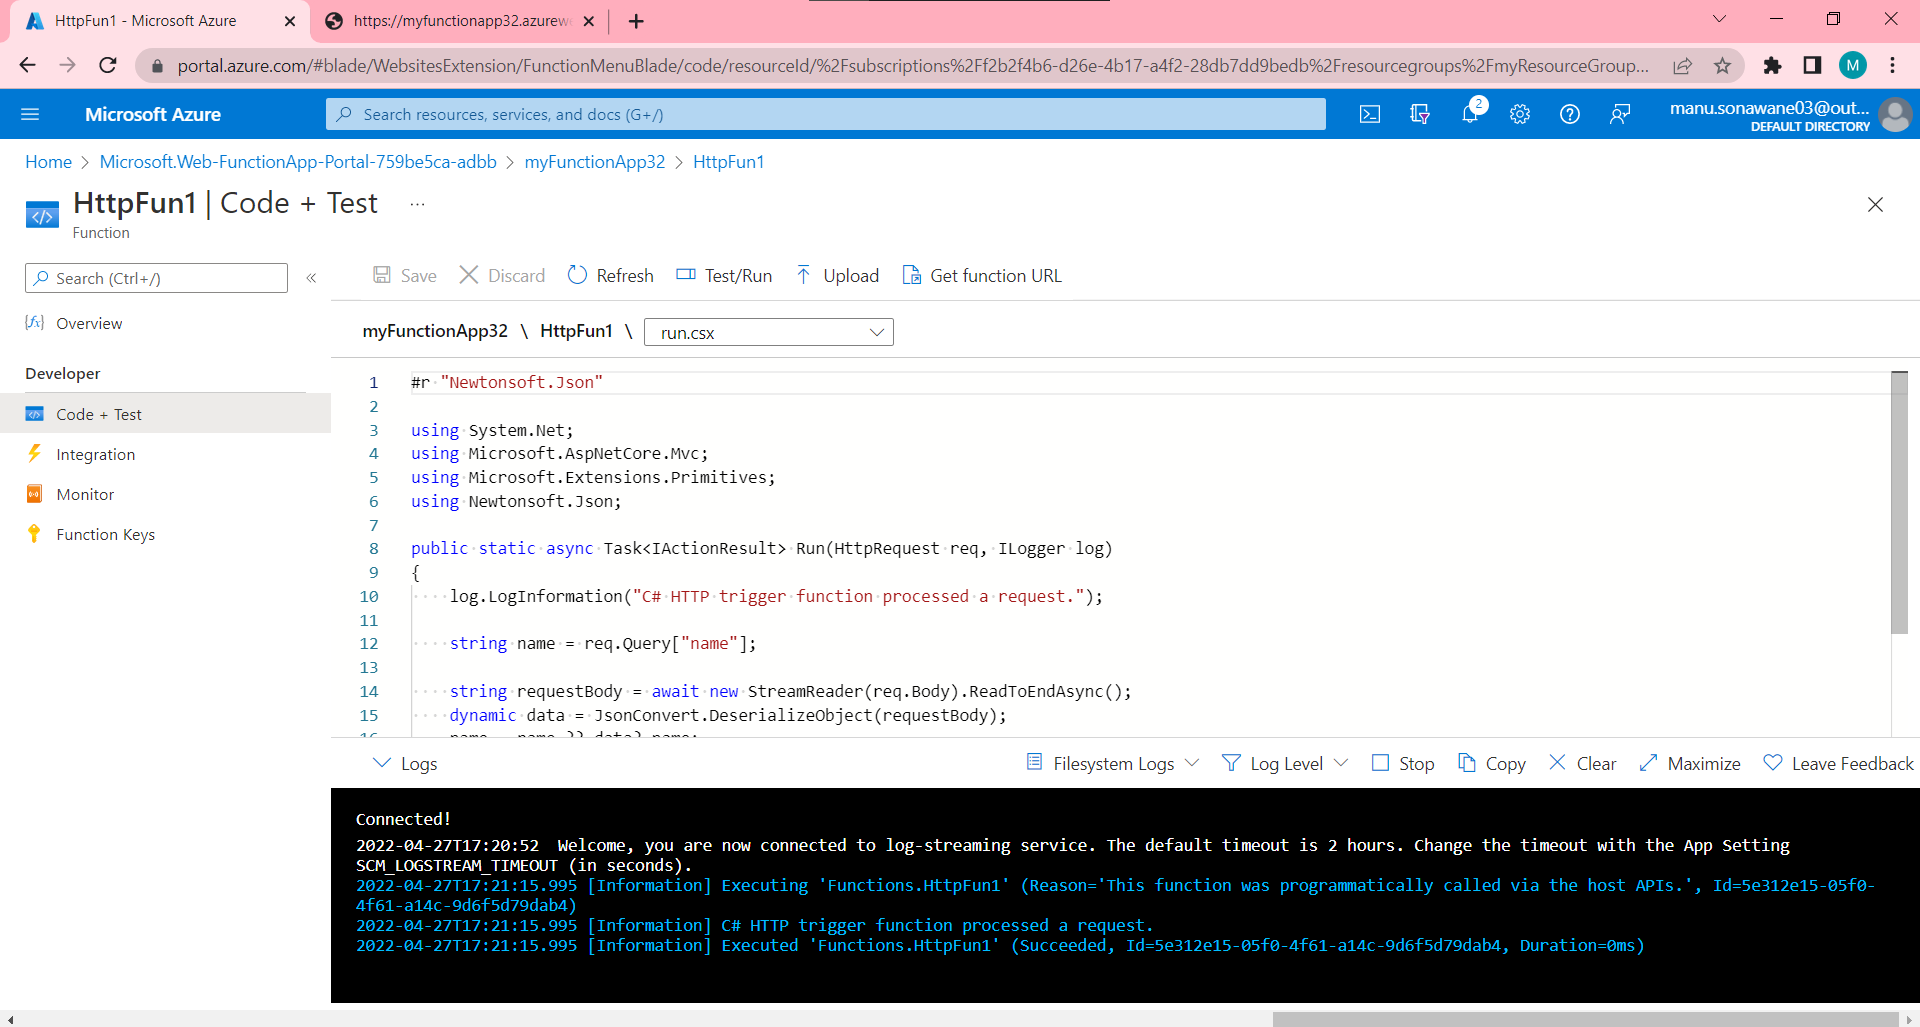 HttpFun1 - Microsoft Azure
https://myfunctionapp32.azurewe
portal.azure.com/#blade/WebsitesExtension/FunctionMenuBlade/code/resourceId/%2Fsubscriptions%2Ff2b2f4b6-d26e-4b17-a4f2-28db7dd9bedb%2Fresourcegroups%2FmyResourceGroup...
M
Microsoft Azure
Search resources, services, and docs (G+/)
2
manu.sonawane03@out...
DEFAULT DIRECTORY
Home > Microsoft.Web-FunctionApp-Portal-759be5ca-adbb > myFunctionApp32 > HttpFun1
HttpFun1 | Code + Test ...
Function
Search (Ctrl+/)
«
Save
Discard
Refresh
Test/Run
Upload
Get function URL
Overview
Developer
Code + Test
Integration
Monitor
Function Keys
myFunctionApp32 \ HttpFun1 \ run.csx
1 #r "Newtonsoft.Json"
2
3 using System.Net;
4 using Microsoft.AspNetCore.Mvc;
5 using Microsoft.Extensions.Primitives;
6 using Newtonsoft.Json;
7
8 public static async Task<IActionResult> Run(HttpRequest req, ILogger log)
9 {
10 log.LogInformation("C# HTTP trigger function processed a request.");
11
12 string name = req.Query["name"];
13
14 string requestBody = await new StreamReader(req.Body).ReadToEndAsync();
15 dynamic data = JsonConvert.DeserializeObject(requestBody);
16 name = name ?? data?.name;
Logs
Filesystem Logs
Log Level
Stop
Copy
Clear
Maximize
Leave Feedback
Connected!
2022-04-27T17:20:52  Welcome, you are now connected to log-streaming service. The default timeout is 2 hours. Change the timeout with the App Setting
SCM_LOGSTREAM_TIMEOUT (in seconds).
2022-04-27T17:21:15.995 [Information] Executing 'Functions.HttpFun1' (Reason='This function was programmatically called via the host APIs.', Id=5e312e15-05f0-
4f61-a14c-9d6f5d79dab4)
2022-04-27T17:21:15.995 [Information] C# HTTP trigger function processed a request.
2022-04-27T17:21:15.995 [Information] Executed 'Functions.HttpFun1' (Succeeded, Id=5e312e15-05f0-4f61-a14c-9d6f5d79dab4, Duration=0ms)